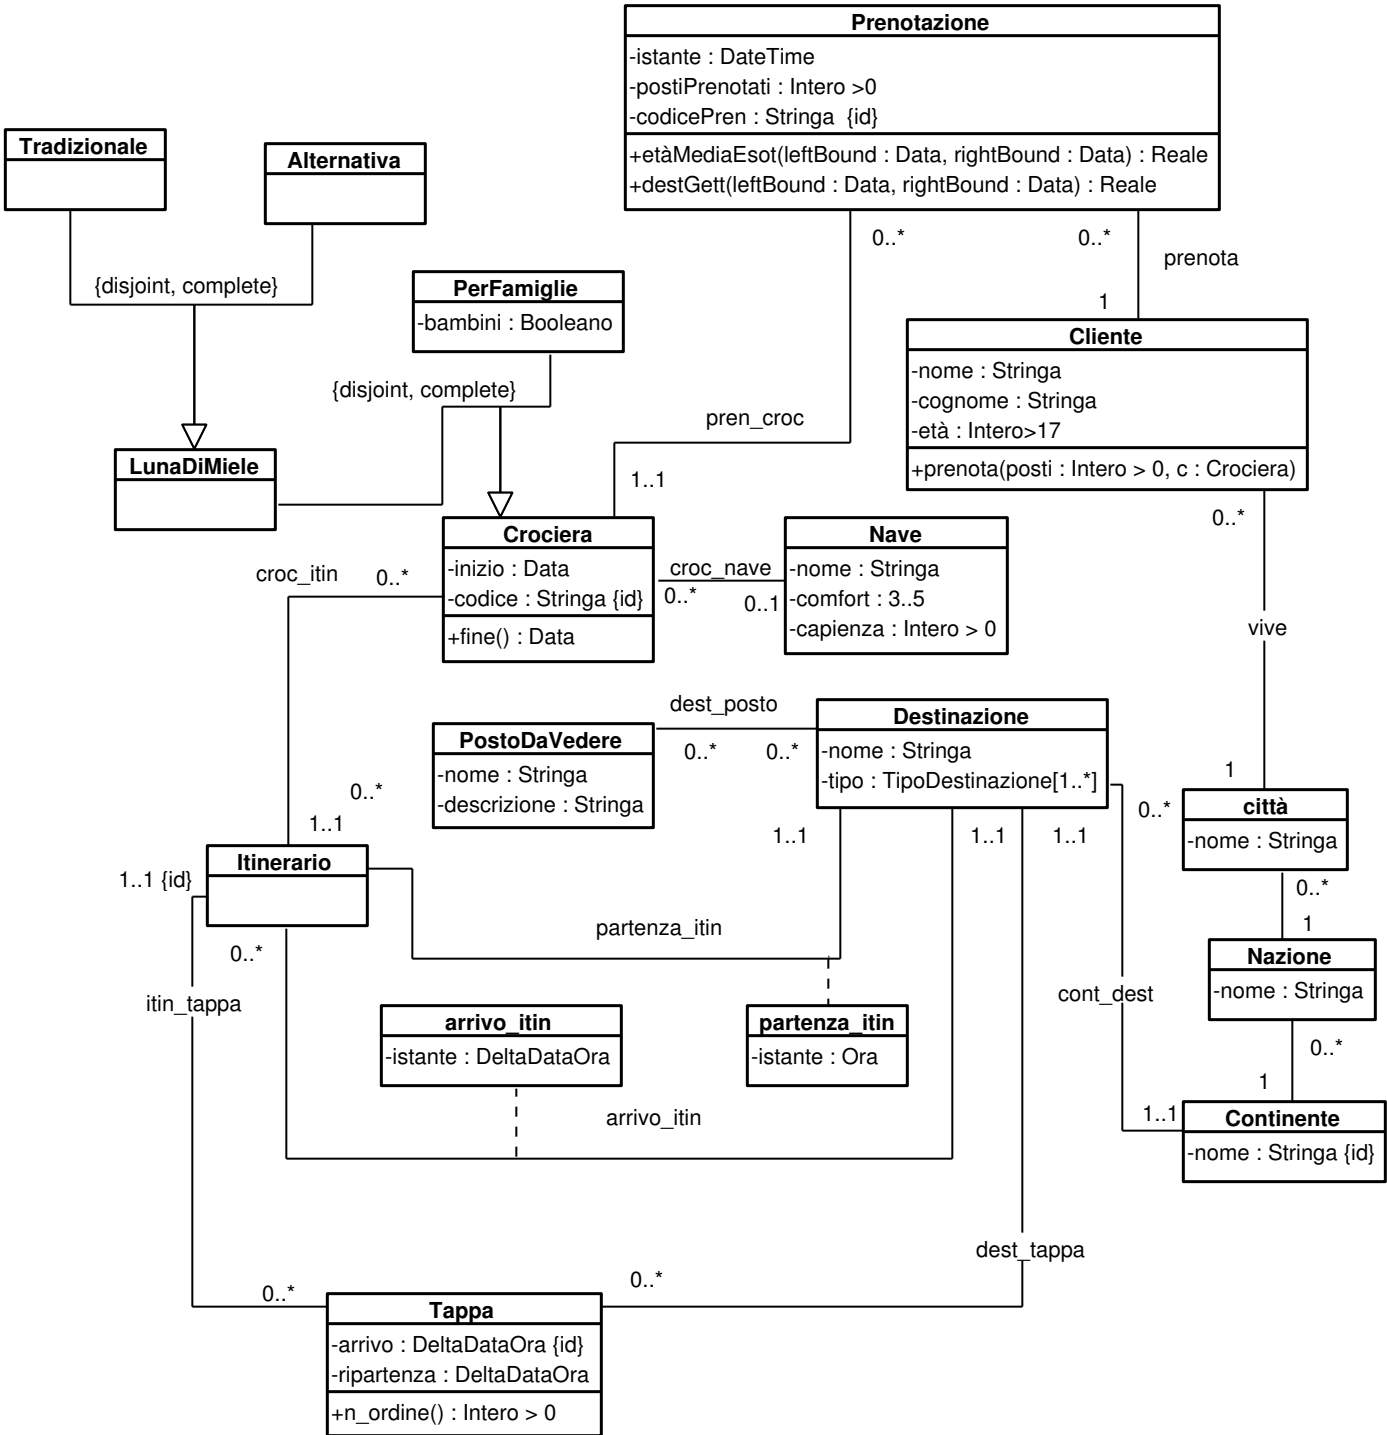 Prenotazione
-istante : DateTime
-postiPrenotati : Intero >0
-codicePren : Stringa  {id}
+etàMediaEsot(leftBound : Data, rightBound : Data) : Reale
+destGett(leftBound : Data, rightBound : Data) : Reale
Tradizionale
Alternativa
0..*
0..*
prenota
{disjoint, complete}
PerFamiglie
-bambini : Booleano
1
Cliente
-nome : Stringa
-cognome : Stringa
-età : Intero>17
+prenota(posti : Intero > 0, c : Crociera)
{disjoint, complete}
pren_croc
LunaDiMiele
1..1
0..*
Crociera
-inizio : Data
-codice : Stringa {id}
+fine() : Data
croc_nave
0..*
0..1
Nave
-nome : Stringa
-comfort : 3..5
-capienza : Intero > 0
croc_itin
0..*
vive
dest_posto
0..*
0..*
PostoDaVedere
-nome : Stringa
-descrizione : Stringa
Destinazione
-nome : Stringa
-tipo : TipoDestinazione[1..*]
1
0..*
città
-nome : Stringa
0..*
1..1
1..1
1..1
1..1
Itinerario
1..1 {id}
0..*
0..*
1
partenza_itin
Nazione
-nome : Stringa
itin_tappa
cont_dest
arrivo_itin
-istante : DeltaDataOra
partenza_itin
-istante : Ora
0..*
1
arrivo_itin
1..1
Continente
-nome : Stringa {id}
dest_tappa
0..*
0..*
Tappa
-arrivo : DeltaDataOra {id}
-ripartenza : DeltaDataOra
+n_ordine() : Intero > 0